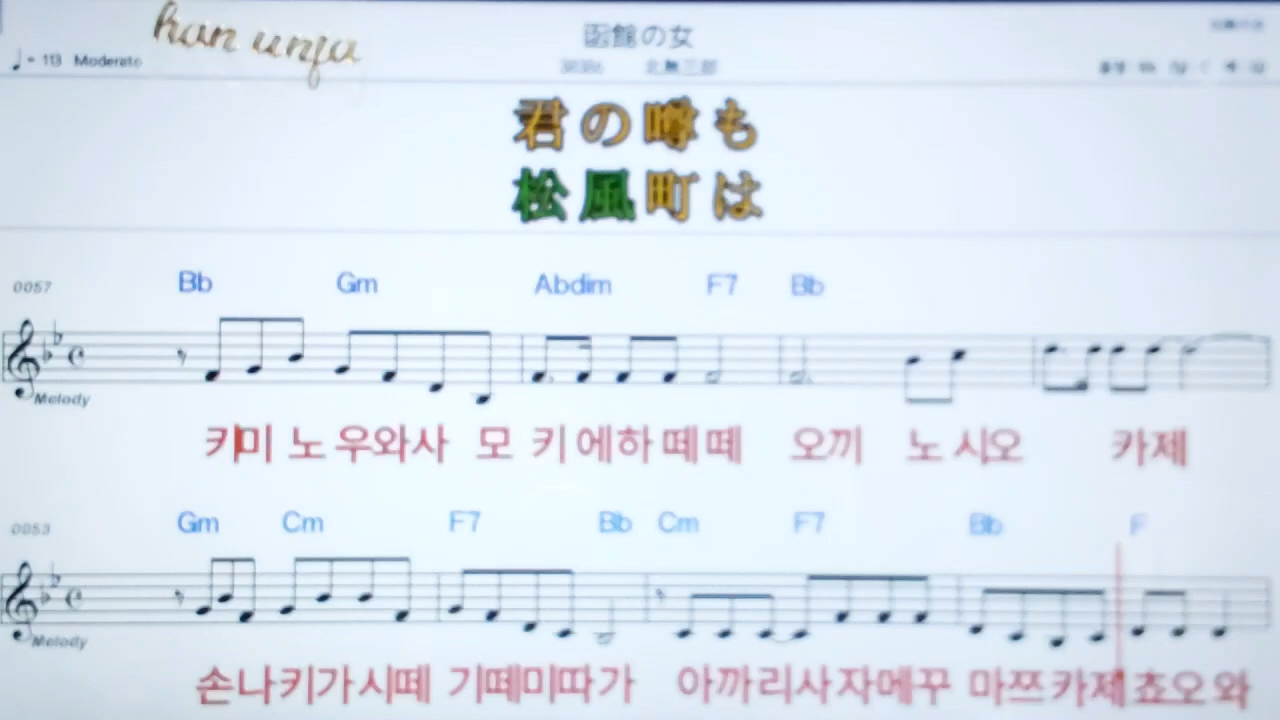 han unja
函館の女
♩= 113 Moderato
北島三郎
君の噂も
松風町は
0057 Bb Gm Abdim F7 Bb
Melody
키미 노 우와사 모 키에하 떼떼 오끼 노 시오 카제
0053 Gm Cm F7 Bb Cm F7 Bb F
Melody
손나키가시떼 기떼미따가 아까리사자메꾸 마쯔카제 쵸오와